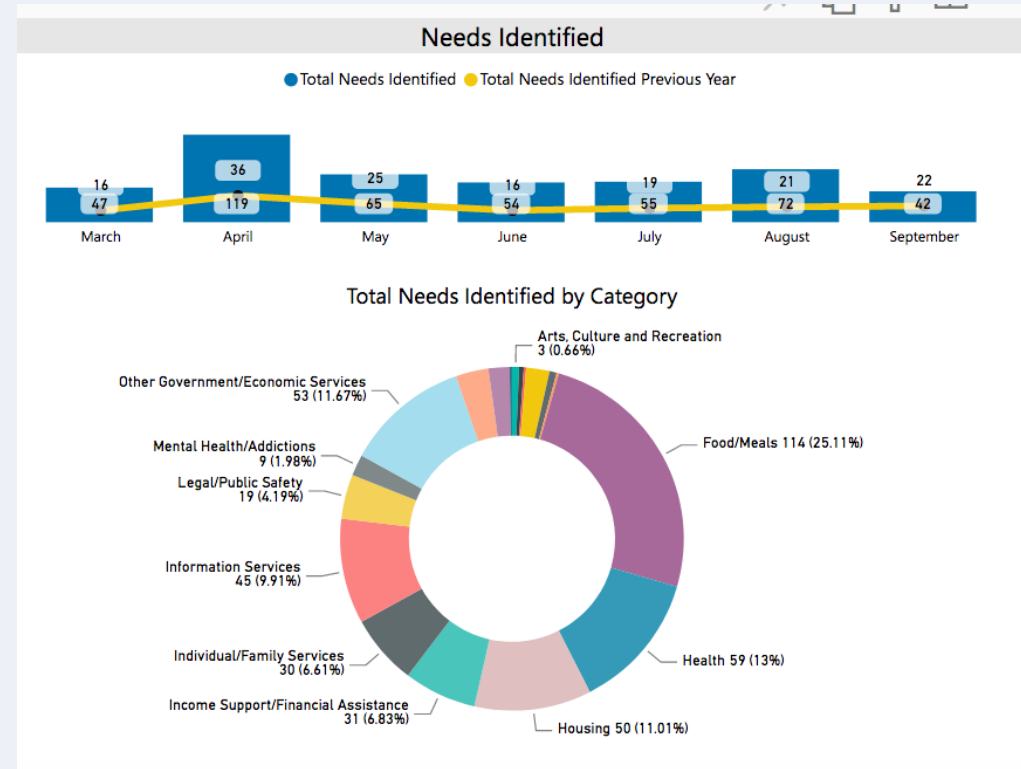 Needs Identified
Total Needs Identified Total Needs Identified Previous Year
16 36 25 16 19 21 22
47 119 65 54 55 72 42
March April May June July August September
Total Needs Identified by Category
Arts, Culture and Recreation
3 (0.66%)
Other Government/Economic Services
53 (11.67%)
Food/Meals 114 (25.11%)
Mental Health/Addictions
9 (1.98%)
Legal/Public Safety
19 (4.19%)
Information Services
45 (9.91%)
Individual/Family Services
30 (6.61%)
Health 59 (13%)
Income Support/Financial Assistance
31 (6.83%)
Housing 50 (11.01%)